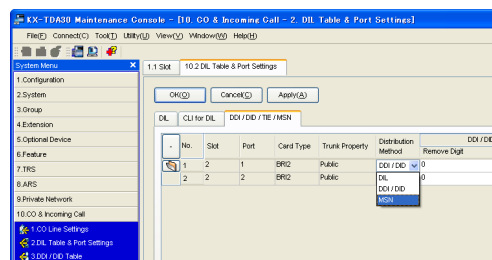 KX-TDA30 Maintenance Console - [10. CO & Incoming Call - 2. DIL Table & Port Settings]
File(F) Connect(C) Tool(T) Utility(U) View(V) Window(W) Help(H)
System Menu X
1.1 Slot 10.2 DIL Table & Port Settings
1.Configuration
2.System
3.Group
4.Extension
5.Optional Device
6.Feature
7.TRS
8.ARS
9.Private Network
10.CO & Incoming Call
1.CO Line Settings
2.DIL Table & Port Settings
3.DDI / DID Table
OK(O) Cancel(C) Apply(A)
DIL CLI for DIL DDI / DID / TIE / MSN
- No. Slot Port Card Type Trunk Property Distribution Method DDI / DID
Remove Digit
1 2 1 BRI2 Public DDI / DID 0
2 2 2 BRI2 Public 0
DIL
DDI / DID
MSN